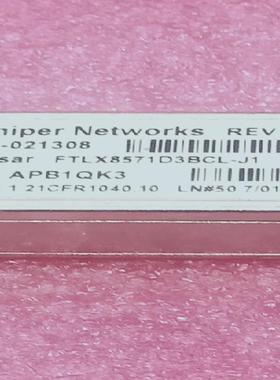 niper Networks REV
-021308
sar FTLX8571D3BCL-J1
APB1QK3
1 21CFR1040.10 LN#50 7/01